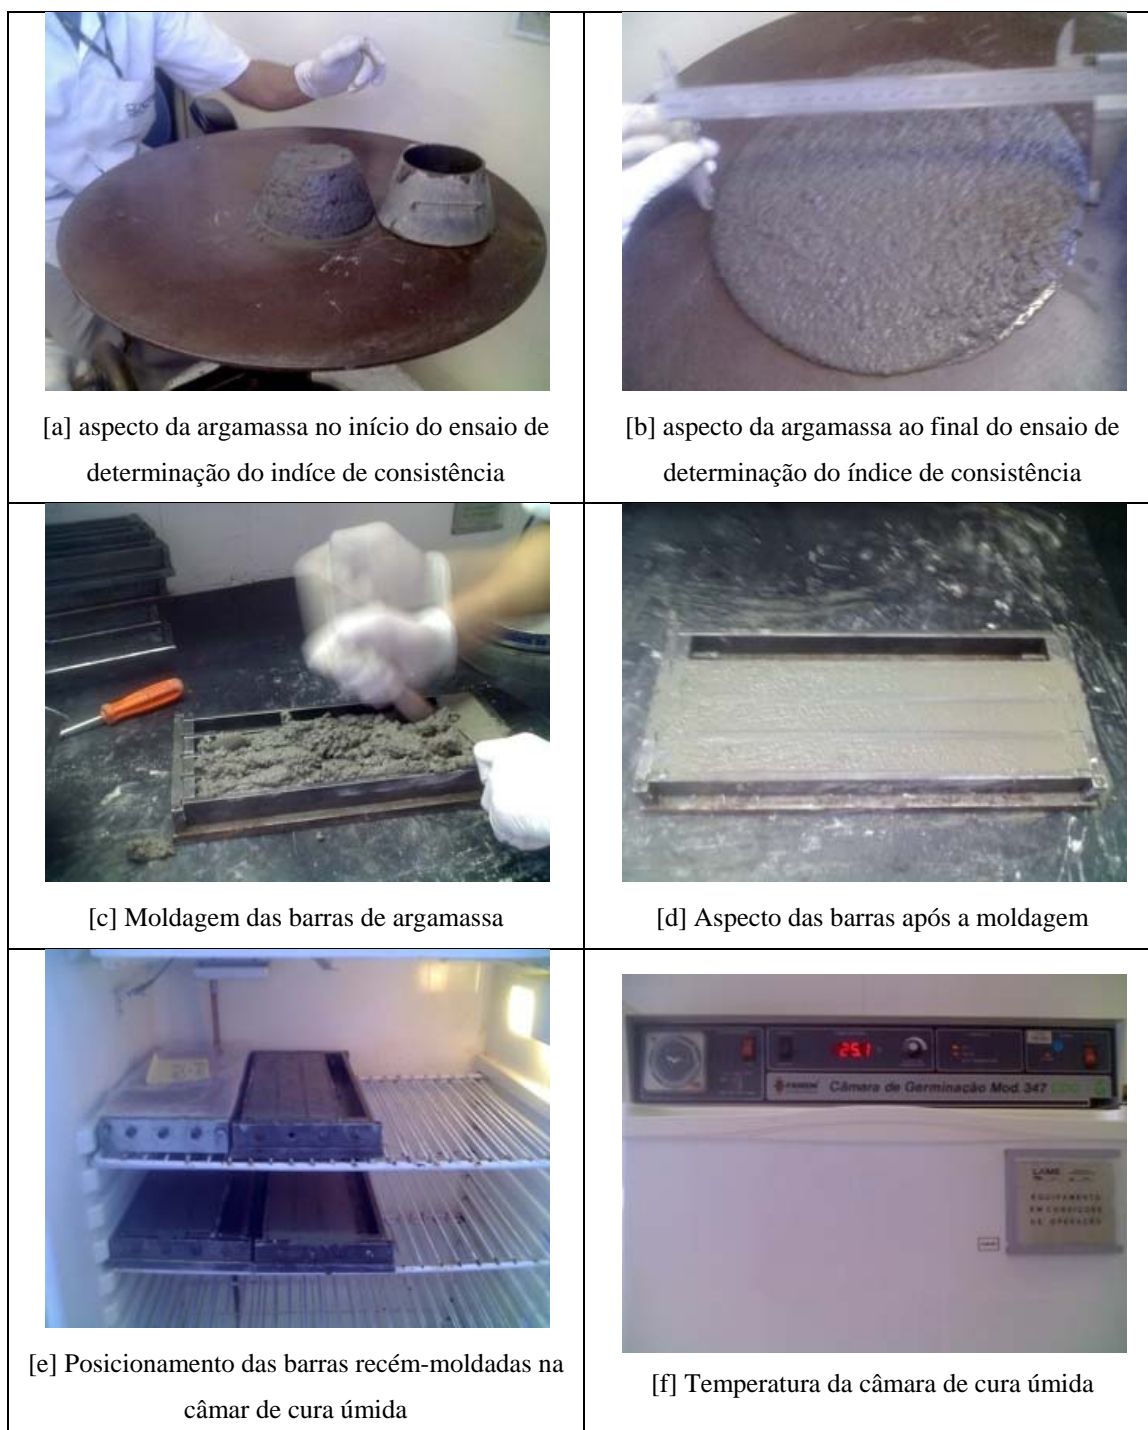 [a] aspecto da argamassa no início do ensaio de
determinação do indíce de consistência
[b] aspecto da argamassa ao final do ensaio de
determinação do índice de consistência
[c] Moldagem das barras de argamassa
[d] Aspecto das barras após a moldagem
25.1
FANEM
Câmara de Germinação Mod. 347
LAME
EQUIPAMENTO
EM CONDIÇÕES
DE OPERAÇÃO
[e] Posicionamento das barras recém-moldadas na
câmar de cura úmida
[f] Temperatura da câmara de cura úmida